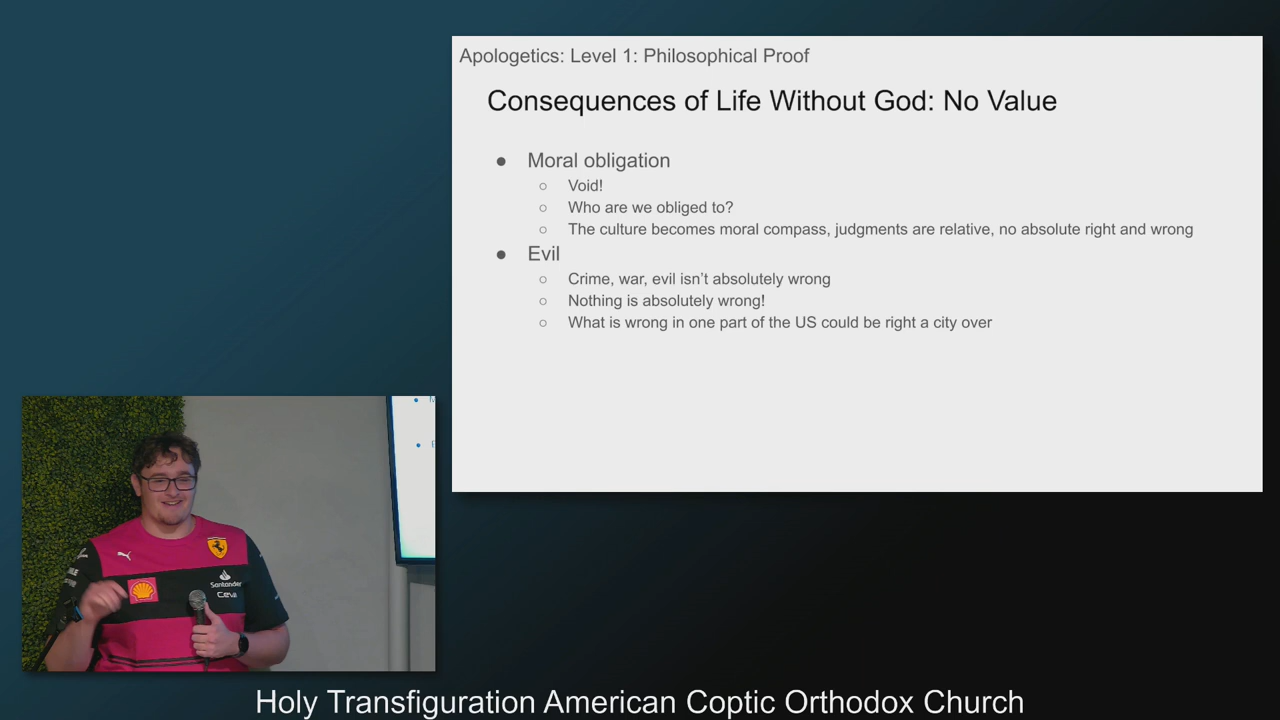 Apologetics: Level 1: Philosophical Proof
Consequences of Life Without God: No Value
● Moral obligation
○ Void!
○ Who are we obliged to?
○ The culture becomes moral compass, judgments are relative, no absolute right and wrong
● Evil
○ Crime, war, evil isn’t absolutely wrong
○ Nothing is absolutely wrong!
○ What is wrong in one part of the US could be right a city over
Santander
Ceva
Holy Transfiguration American Coptic Orthodox Church